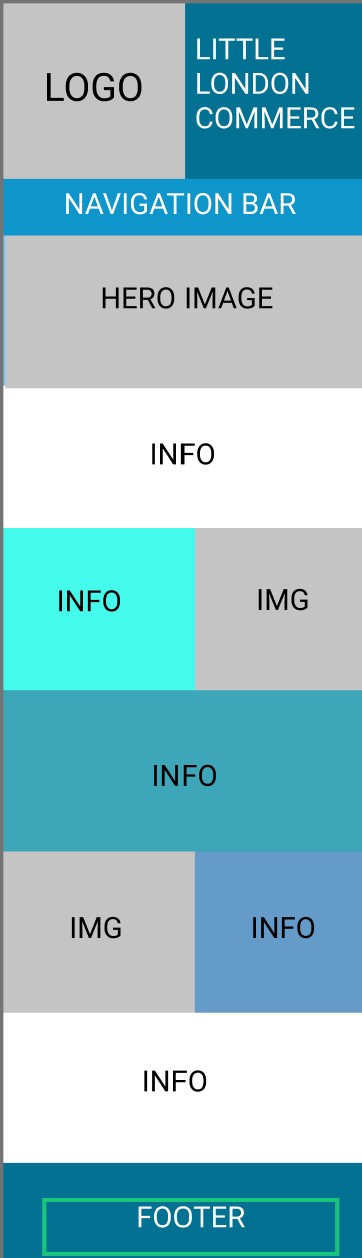 LOGO
LITTLE
LONDON
COMMERCE
NAVIGATION BAR
HERO IMAGE
INFO
INFO
IMG
INFO
IMG
INFO
INFO
FOOTER